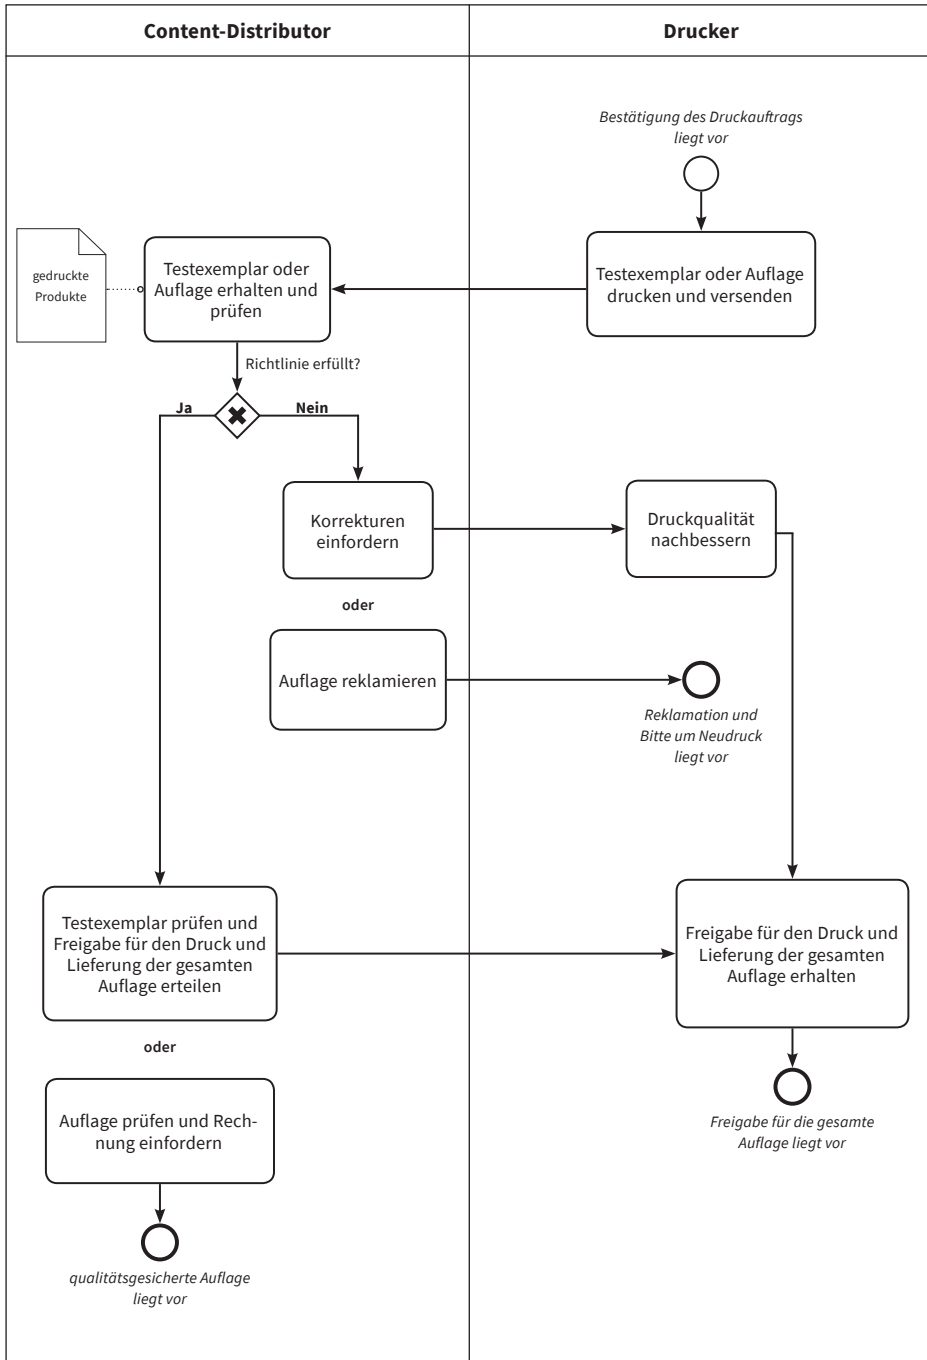 Content-Distributor
Drucker
Bestätigung des Druckauftrags
liegt vor
gedruckte
Produkte
Testexemplar oder
Auflage erhalten und
prüfen
Testexemplar oder Auflage
drucken und versenden
Richtlinie erfüllt?
Ja
Nein
Korrekturen
einfordern
Druckqualität
nachbessern
oder
Auflage reklamieren
Reklamation und
Bitte um Neudruck
liegt vor
Testexemplar prüfen und
Freigabe für den Druck und
Lieferung der gesamten
Auflage erteilen
Freigabe für den Druck und
Lieferung der gesamten
Auflage erhalten
oder
Auflage prüfen und Rech-
nung einfordern
Freigabe für die gesamte
Auflage liegt vor
qualitätsgesicherte Auflage
liegt vor